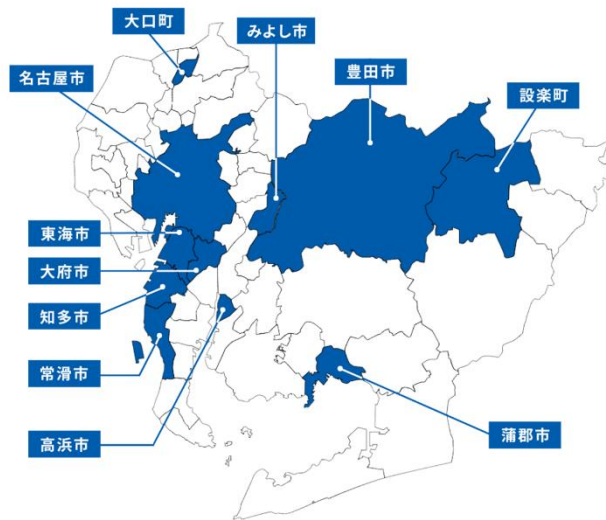 大口町
みよし市
豊田市
名古屋市
設楽町
東海市
大府市
知多市
常滑市
高浜市
蒲郡市